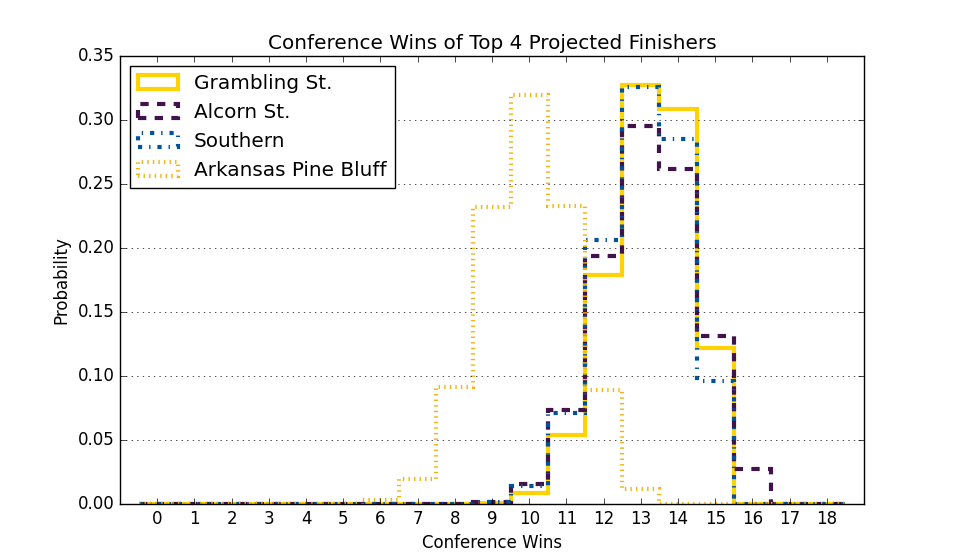 Conference Wins of Top 4 Projected Finishers
0.35
0.30
0.25
0.20
0.15
0.10
0.05
0.00
Probability
Grambling St.
Alcorn St.
Southern
Arkansas Pine Bluff
0 1 2 3 4 5 6 7 8 9 10 11 12 13 14 15 16 17 18
Conference Wins